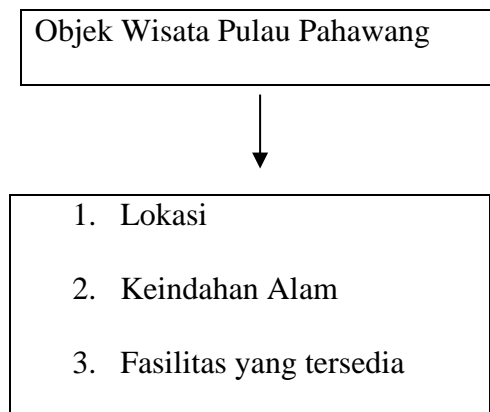 Objek Wisata Pulau Pahawang
1. Lokasi
2. Keindahan Alam
3. Fasilitas yang tersedia